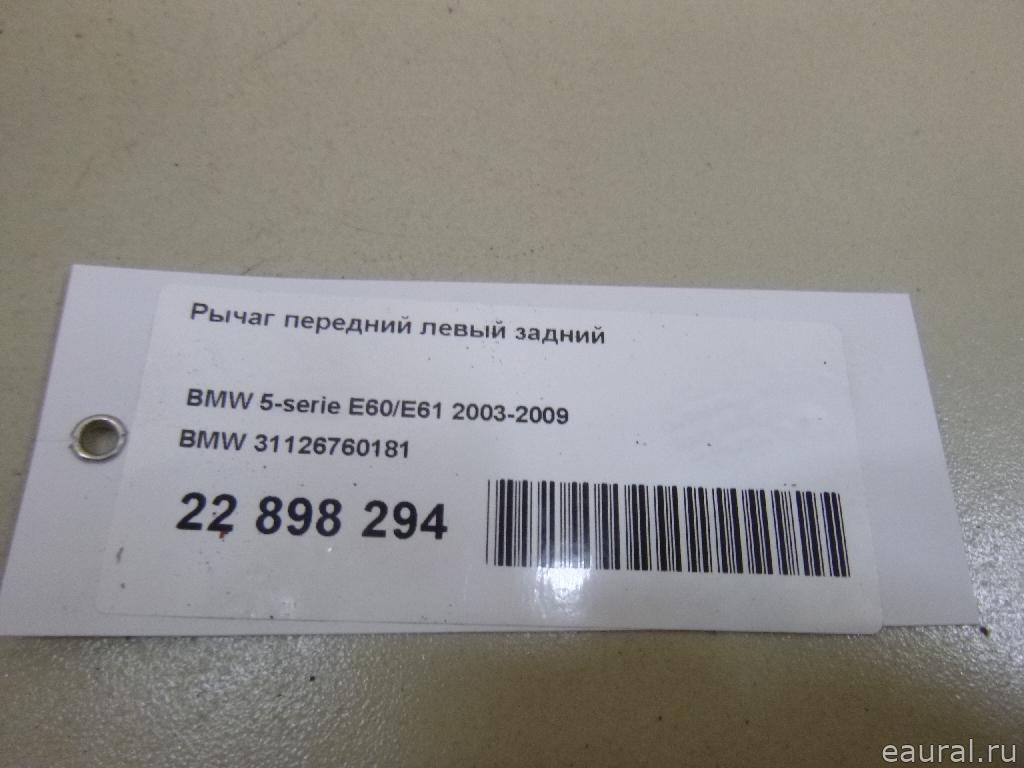 Рычаг передний левый задний
BMW 5-serie E60/E61 2003-2009
BMW 31126760181
22 898 294
eaural.ru